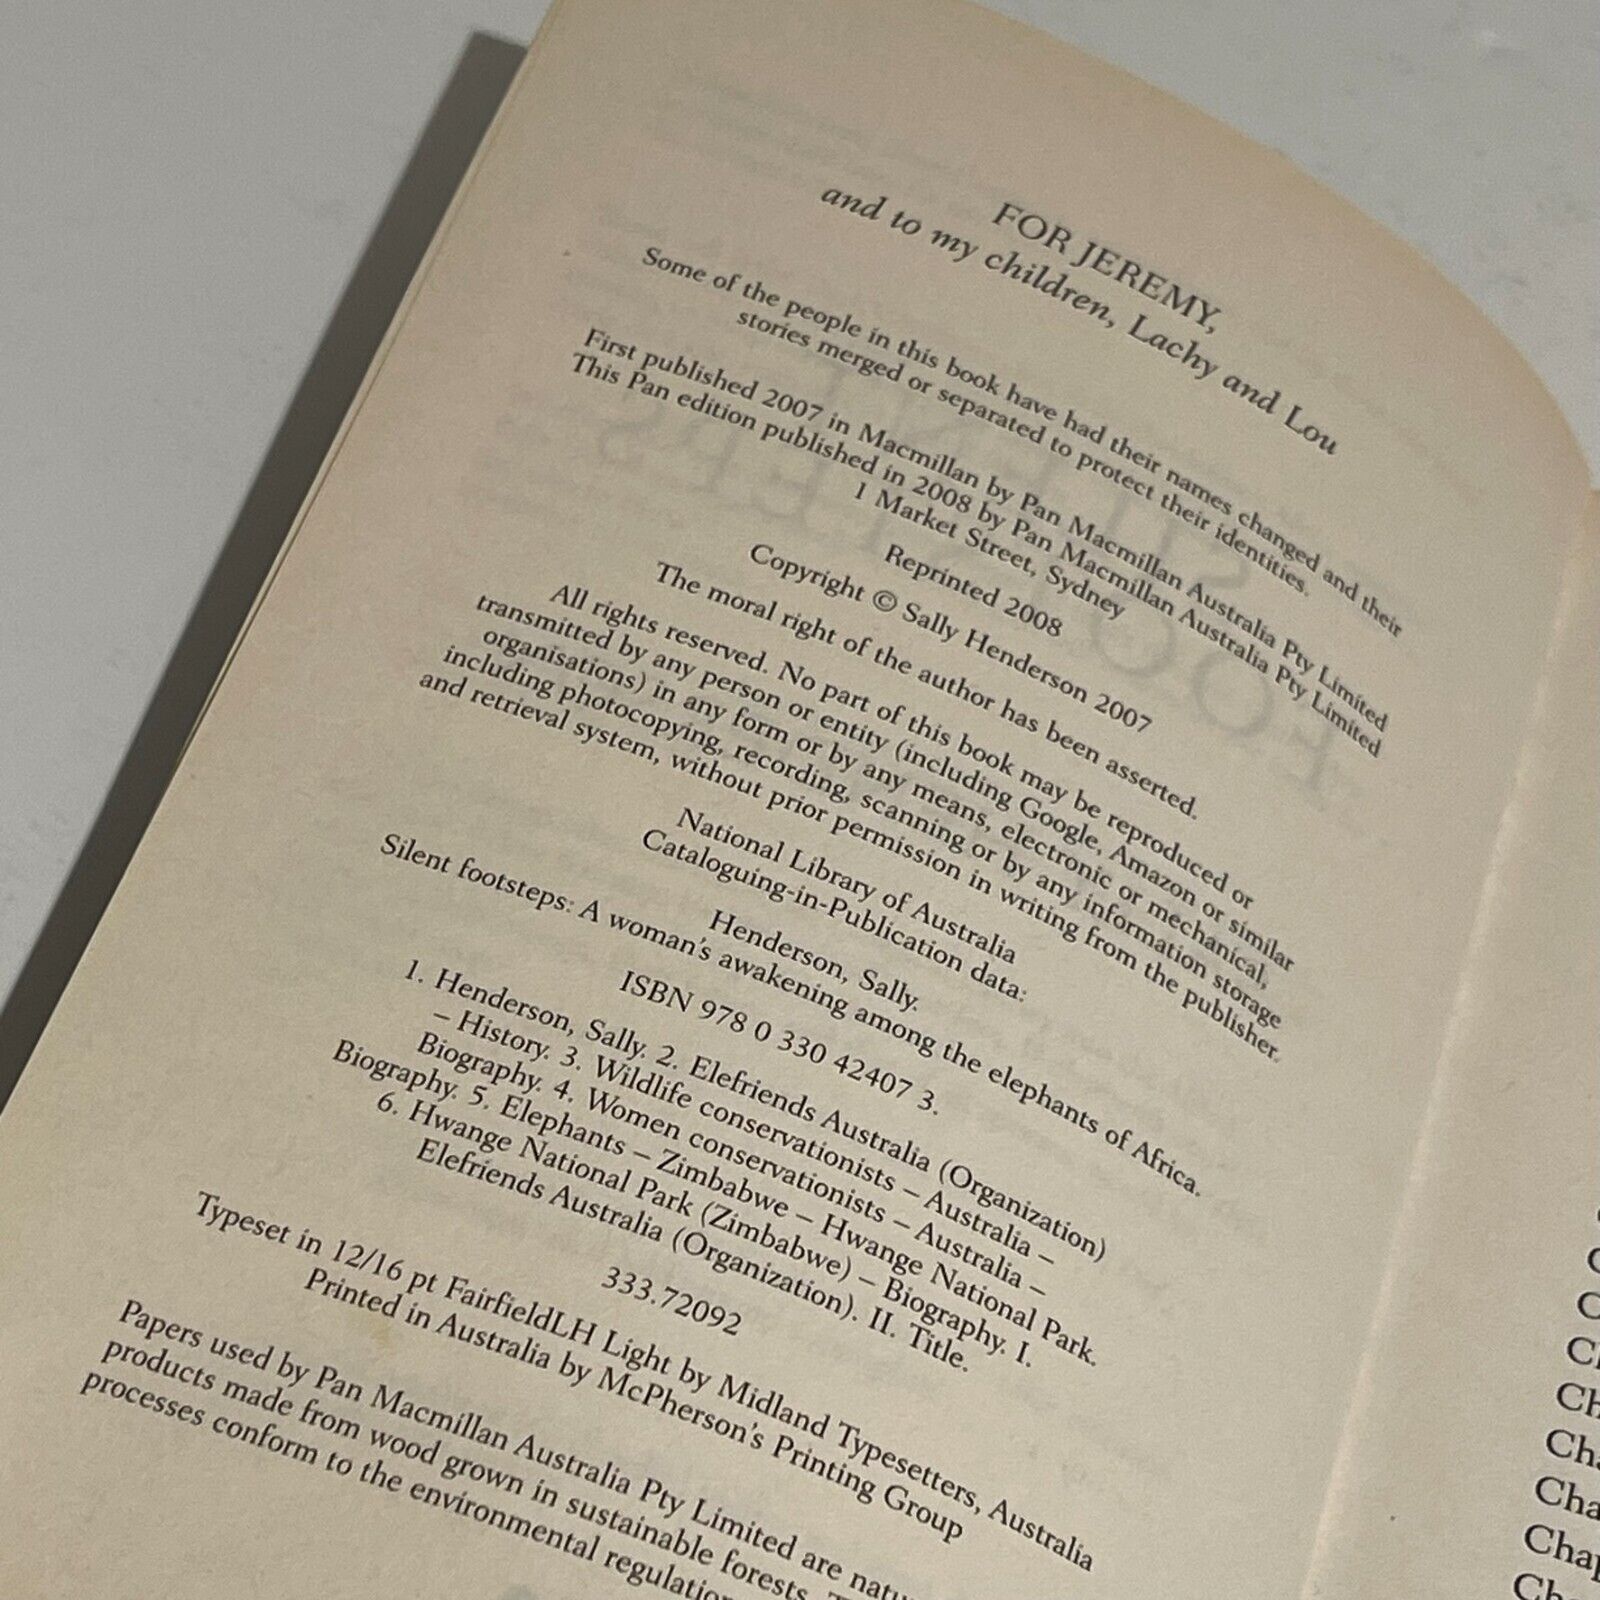 FOR JEREMY,
and to my children, Lachy and Lou
Some of the people in this book have had their names changed and their
stories merged or separated to protect their identities.
First published 2007 in Macmillan by Pan Macmillan Australia Pty Limited
This Pan edition published in 2008 by Pan Macmillan Australia Pty Limited
1 Market Street, Sydney
Reprinted 2008
Copyright © Sally Henderson 2007
The moral right of the author has been asserted.
All rights reserved. No part of this book may be reproduced or
transmitted by any person or entity (including Google, Amazon or similar
organisations) in any form or by any means, electronic or mechanical,
including photocopying, recording, scanning or by any information storage
and retrieval system, without prior permission in writing from the publisher.
National Library of Australia
Cataloguing-in-Publication data:
Henderson, Sally.
Silent footsteps: A woman's awakening among the elephants of Africa.
ISBN 978 0 330 42407 3.
1. Henderson, Sally. 2. Elefriends Australia (Organization)
– History. 3. Wildlife conservationists – Australia –
Biography. 4. Women conservationists – Australia –
Biography. 5. Elephants – Zimbabwe – Hwange National Park.
6. Hwange National Park (Zimbabwe) – Biography. I.
Elefriends Australia (Organization). II. Title.
333.72092
Typeset in 12/16 pt FairfieldLH Light by Midland Typesetters, Australia
Printed in Australia by McPherson's Printing Group
Papers used by Pan Macmillan Australia Pty Limited are natu
products made from wood grown in sustainable forests.
processes conform to the environmental regulation
Ch
Ch
Cha
Cha
Chap